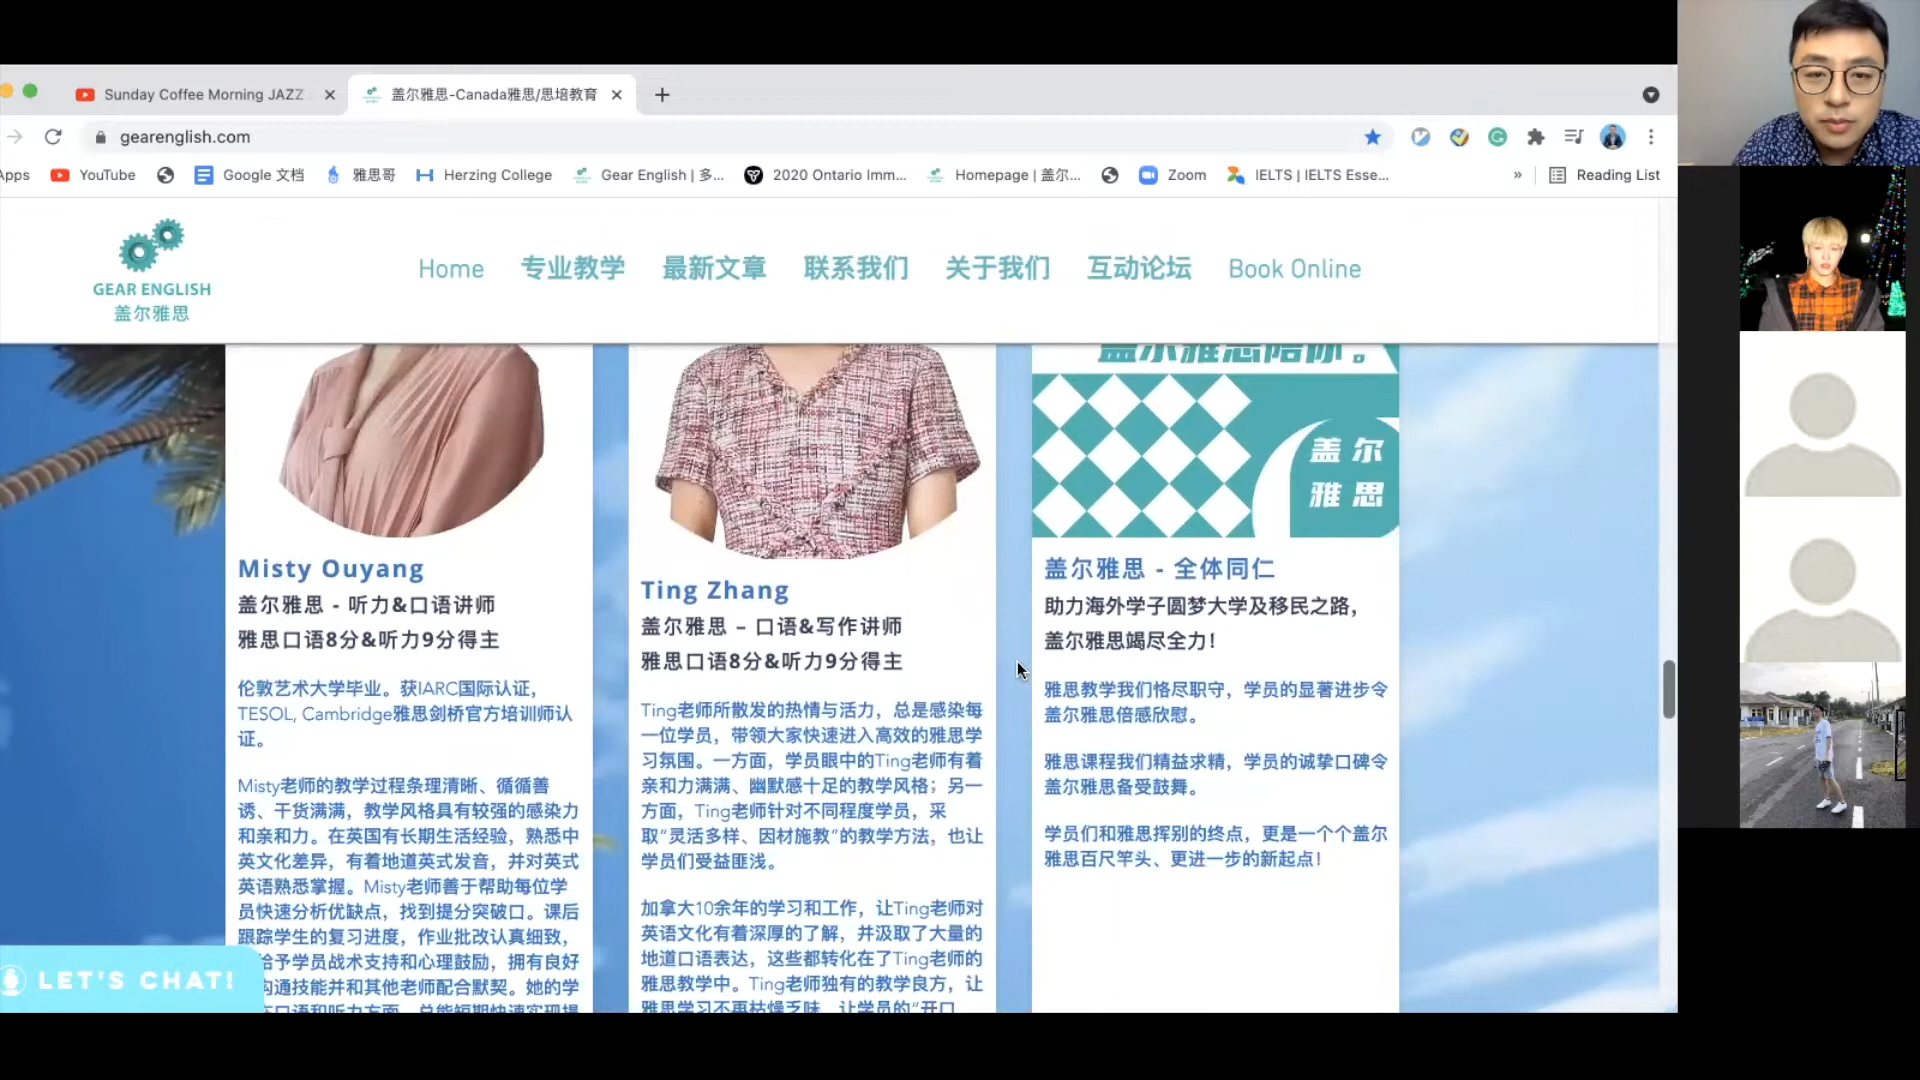 Sunday Coffee Morning JAZZ
盖尔雅思-Canada雅思/思培教育
gearenglish.com
Apps YouTube Google 文档 雅思哥 Herzing College Gear English | 多... 2020 Ontario Imm... Homepage | 盖尔... Zoom IELTS | IELTS Esse... » Reading List
GEAR ENGLISH
盖尔雅思
Home 专业教学 最新文章 联系我们 关于我们 互动论坛 Book Online
Misty Ouyang
盖尔雅思 - 听力&口语讲师
雅思口语8分&听力9分得主
伦敦艺术大学毕业。获IARC国际认证,
TESOL, Cambridge雅思剑桥官方培训师认
证。
Misty老师的教学过程条理清晰、循循善
诱、干货满满，教学风格具有较强的感染力
和亲和力。在英国有长期生活经验，熟悉中
英文化差异，有着地道英式发音，并对英式
英语熟悉掌握。Misty老师善于帮助每位学
员快速分析优缺点，找到提分突破口。课后
跟踪学生的复习进度，作业批改认真细致，
给予学员战术支持和心理鼓励，拥有良好
沟通技能并和其他老师配合默契。她的学
LET'S CHAT!
Ting Zhang
盖尔雅思 – 口语&写作讲师
雅思口语8分&听力9分得主
Ting老师所散发的热情与活力，总是感染每
一位学员，带领大家快速进入高效的雅思学
习氛围。一方面，学员眼中的Ting老师有着
亲和力满满、幽默感十足的教学风格；另一
方面，Ting老师针对不同程度学员，采
取“灵活多样、因材施教”的教学方法，也让
学员们受益匪浅。
加拿大10余年的学习和工作，让Ting老师对
英语文化有着深厚的了解，并汲取了大量的
地道口语表达，这些都转化在了Ting老师的
雅思教学中。Ting老师独有的教学良方，让
雅思学习不再枯燥乏味，让学员的“开口
盖尔雅思陪你。
盖尔
雅思
盖尔雅思 - 全体同仁
助力海外学子圆梦大学及移民之路，
盖尔雅思竭尽全力！
雅思教学我们恪尽职守，学员的显著进步令
盖尔雅思倍感欣慰。
雅思课程我们精益求精，学员的诚挚口碑令
盖尔雅思备受鼓舞。
学员们和雅思挥别的终点，更是一个个盖尔
雅思百尺竿头、更进一步的新起点！